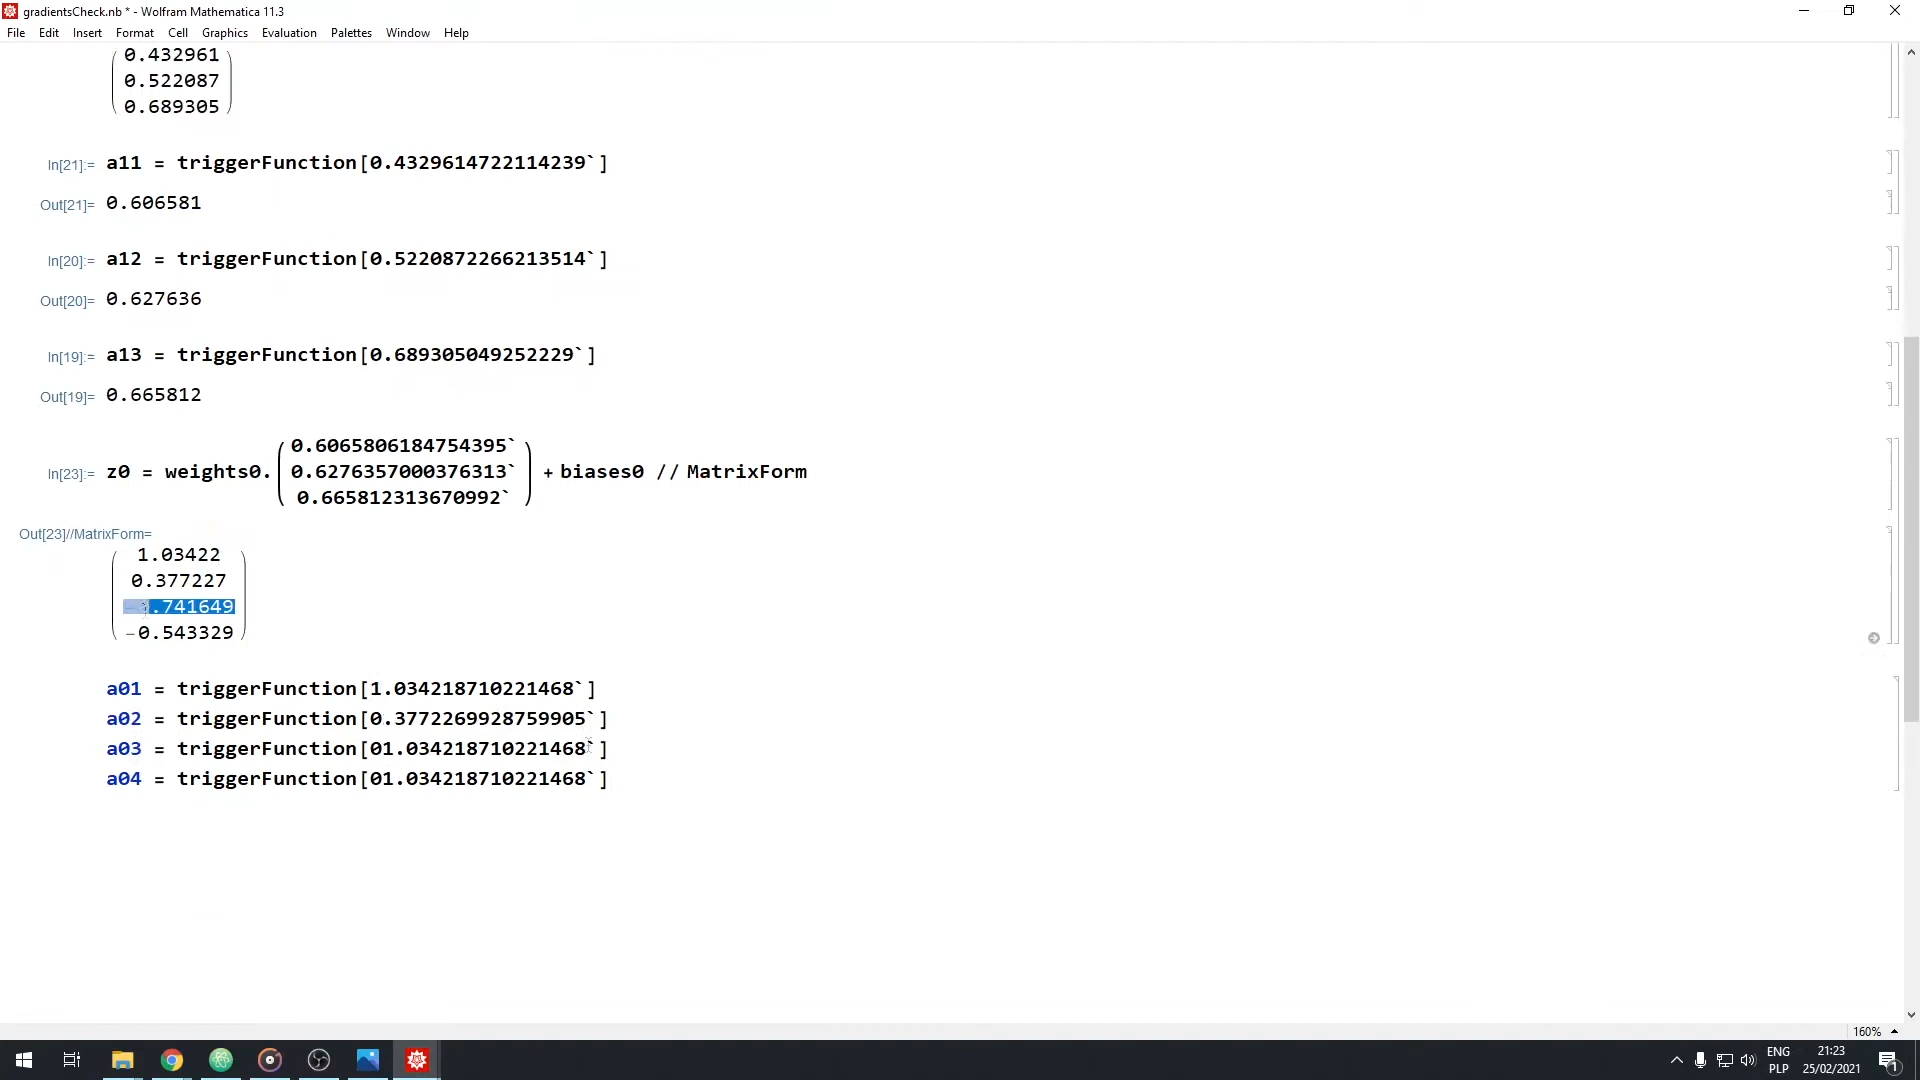 gradientsCheck.nb * - Wolfram Mathematica 11.3
File Edit Insert Format Cell Graphics Evaluation Palettes Window Help
0.432961
0.522087
0.689305
In[21]:= a11 = triggerFunction[0.4329614722114239`]
Out[21]= 0.606581
In[20]:= a12 = triggerFunction[0.5220872266213514`]
Out[20]= 0.627636
In[19]:= a13 = triggerFunction[0.689305049252229`]
Out[19]= 0.665812
0.6065806184754395`
In[23]:= z0 = weights0. 0.6276357000376313` + biases0 // MatrixForm
0.665812313670992`
Out[23]//MatrixForm=
1.03422
0.377227
.741649
-0.543329
a01 = triggerFunction[1.034218710221468`]
a02 = triggerFunction[0.3772269928759905`]
a03 = triggerFunction[01.034218710221468`]
a04 = triggerFunction[01.034218710221468`]
160%
ENG 21:23
PLP 25/02/2021
1